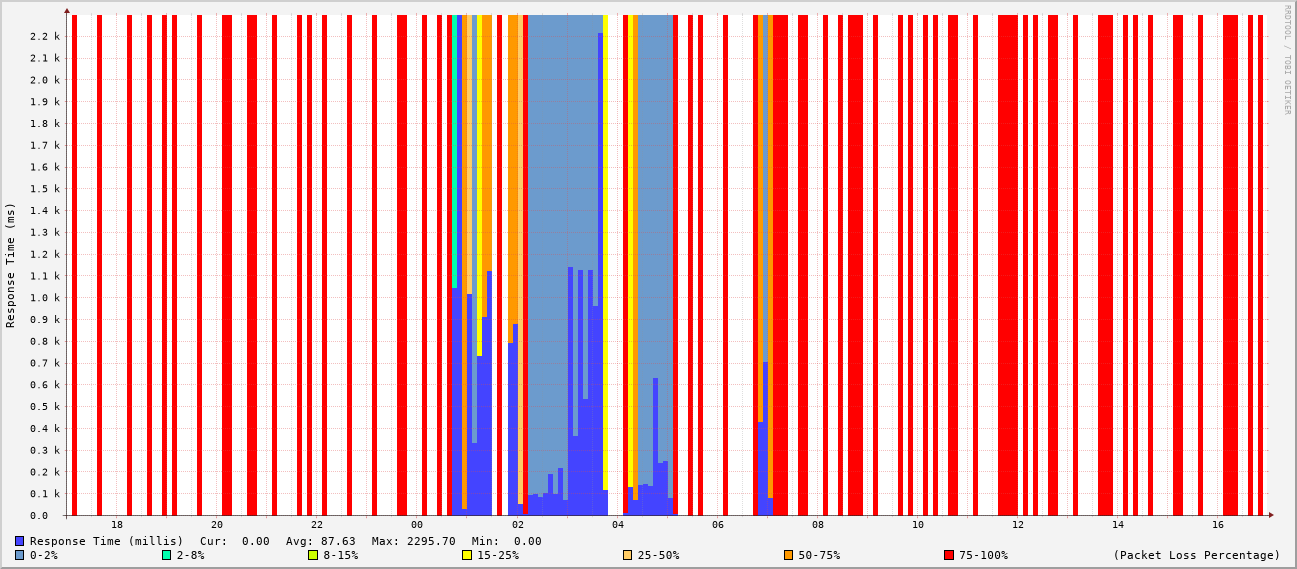 RRDTOOL / TOBI OETIKER
Response Time (ms)
2.2 k
2.1 k
2.0 k
1.9 k
1.8 k
1.7 k
1.6 k
1.5 k
1.4 k
1.3 k
1.2 k
1.1 k
1.0 k
0.9 k
0.8 k
0.7 k
0.6 k
0.5 k
0.4 k
0.3 k
0.2 k
0.1 k
0.0
18 20 22 00 02 04 06 08 10 12 14 16
Response Time (millis) Cur: 0.00 Avg: 87.63 Max: 2295.70 Min: 0.00
0-2% 2-8% 8-15% 15-25% 25-50% 50-75% 75-100% (Packet Loss Percentage)